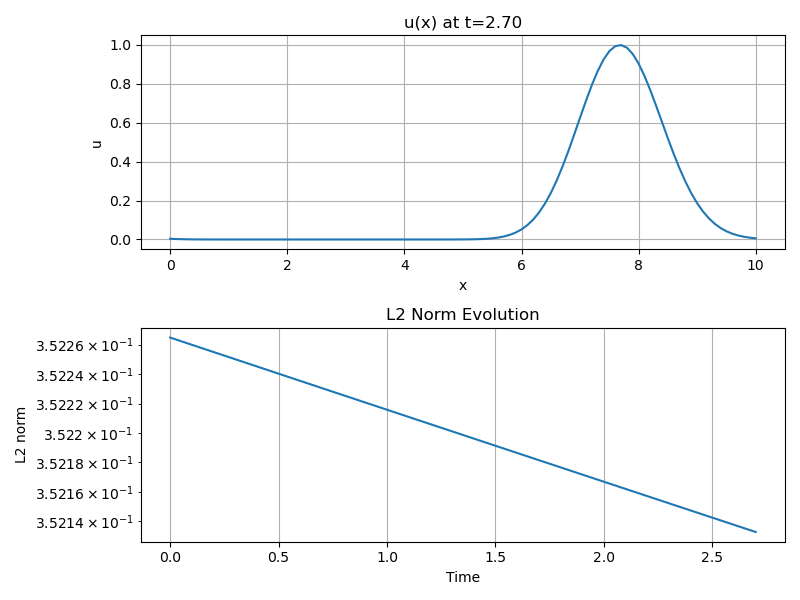 u(x) at t=2.70
1.0
0.8
0.6
0.4
0.2
0.0
u
0 2 4 6 8 10
x
L2 Norm Evolution
3.5226 × 10⁻¹
3.5224 × 10⁻¹
3.5222 × 10⁻¹
3.522 × 10⁻¹
3.5218 × 10⁻¹
3.5216 × 10⁻¹
3.5214 × 10⁻¹
L2 norm
0.0 0.5 1.0 1.5 2.0 2.5
Time